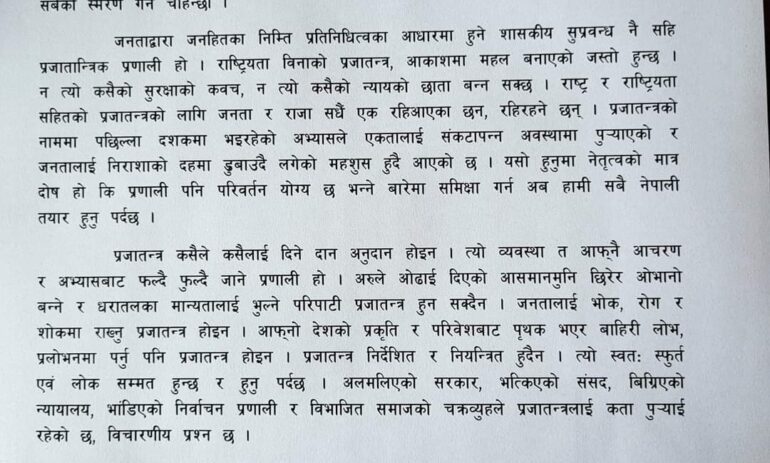 सबैको स्मरण गर्न चाहन्छौं ।
जनताद्वारा जनहितका निम्ति प्रतिनिधित्वका आधारमा हुने शासकीय सुप्रवन्ध नै सहि
प्रजातान्त्रिक प्रणाली हो । राष्ट्रियता विनाको प्रजातन्त्र, आकाशमा महल बनाएको जस्तो हुन्छ ।
न त्यो कसैको सुरक्षाको कवच, न त्यो कसैको न्यायको छाता बन्न सक्छ । राष्ट्र र राष्ट्रियता
सहितको प्रजातन्त्रको लागि जनता र राजा सधैं एक रहिआएका छन, रहिरहने छन् । प्रजातन्त्रको
नाममा पछिल्ला दशकमा भइरहेको अभ्यासले एकतालाई संकटापन्न अवस्थामा पुऱ्याएको र
जनतालाई निराशाको दहमा डुबाउदै लगेको महशुस हुदै आएको छ । यसो हुनुमा नेतृत्वको मात्र
दोष हो कि प्रणाली पनि परिवर्तन योग्य छ भन्ने बारेमा समिक्षा गर्न अब हामी सबै नेपाली
तयार हुनु पर्दछ ।
प्रजातन्त्र कसैले कसैलाई दिने दान अनुदान होइन । त्यो व्यवस्था त आफ्‌नै आचरण
र अभ्यासबाट फल्दै फुल्दै जाने प्रणाली हो । अरुले ओढाई दिएको आसमानमुनि छिरेर ओभानो
बन्ने र धरातलका मान्यतालाई भुल्ने परिपाटी प्रजातन्त्र हुन सक्दैन । जनतालाई भोक, रोग र
शोकमा राख्नु प्रजातन्त्र होइन । आफ्‌नो देशको प्रकृति र परिवेशबाट पृथक भएर बाहिरी लोभ,
प्रलोभनमा पर्नु पनि प्रजातन्त्र होइन । प्रजातन्त्र निर्देशित र नियन्त्रित हुदैन । त्यो स्वतः स्फुर्त
एवं लोक सम्मत हुन्छ र हुनु पर्दछ । अलमलिएको सरकार, भत्किएको संसद, बिग्रिएको
न्यायालय, भांडिएको निर्वाचन प्रणाली र विभाजित समाजको चक्रव्युहले प्रजातन्त्रलाई कता पुऱ्याई
रहेको छ, विचारणीय प्रश्न छ ।